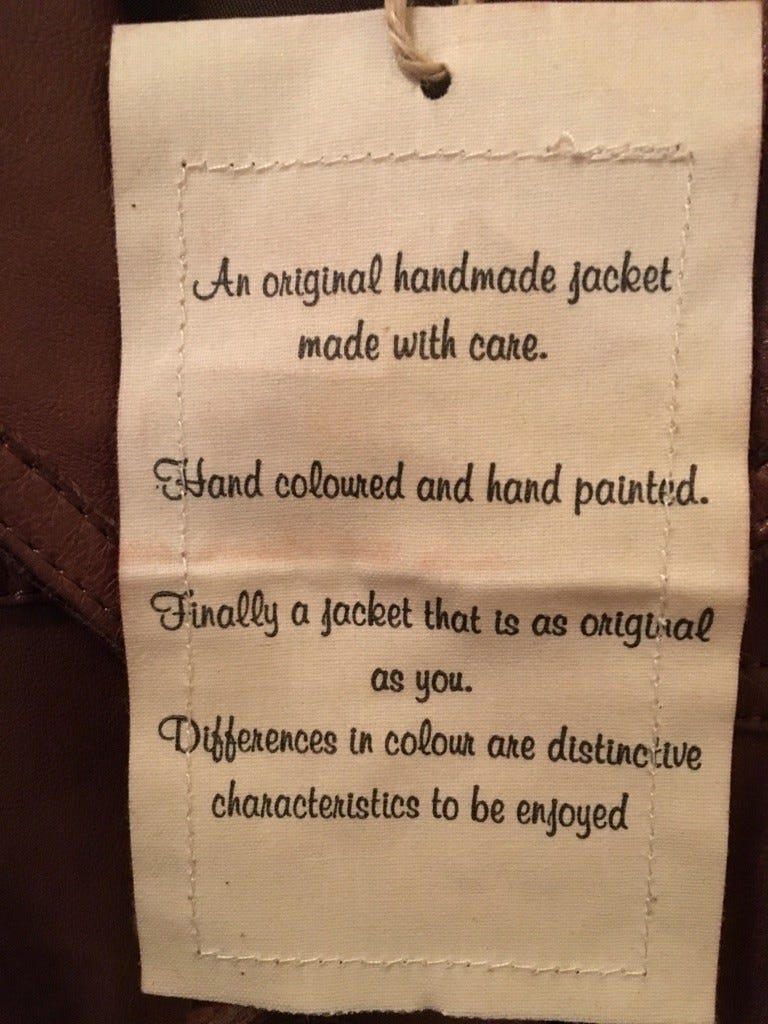 An original handmade jacket
made with care.
Hand coloured and hand painted.
Finally a jacket that is as original
as you.
Differences in colour are distinctive
characteristics to be enjoyed